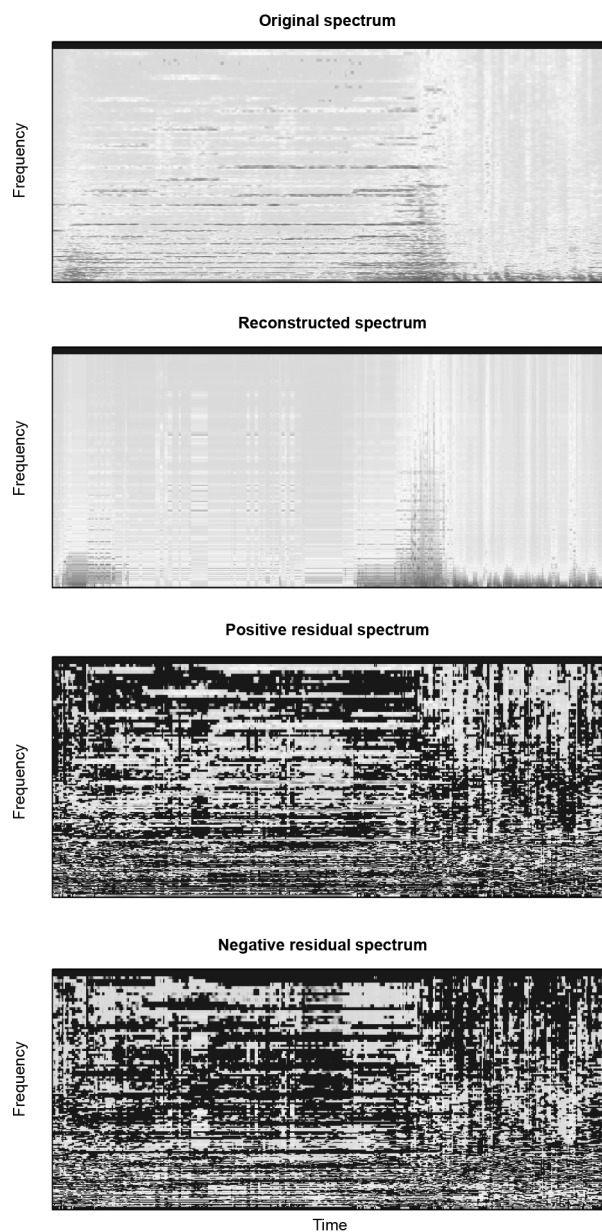 Original spectrum
Frequency
Reconstructed spectrum
Frequency
Positive residual spectrum
Frequency
Negative residual spectrum
Frequency
Time